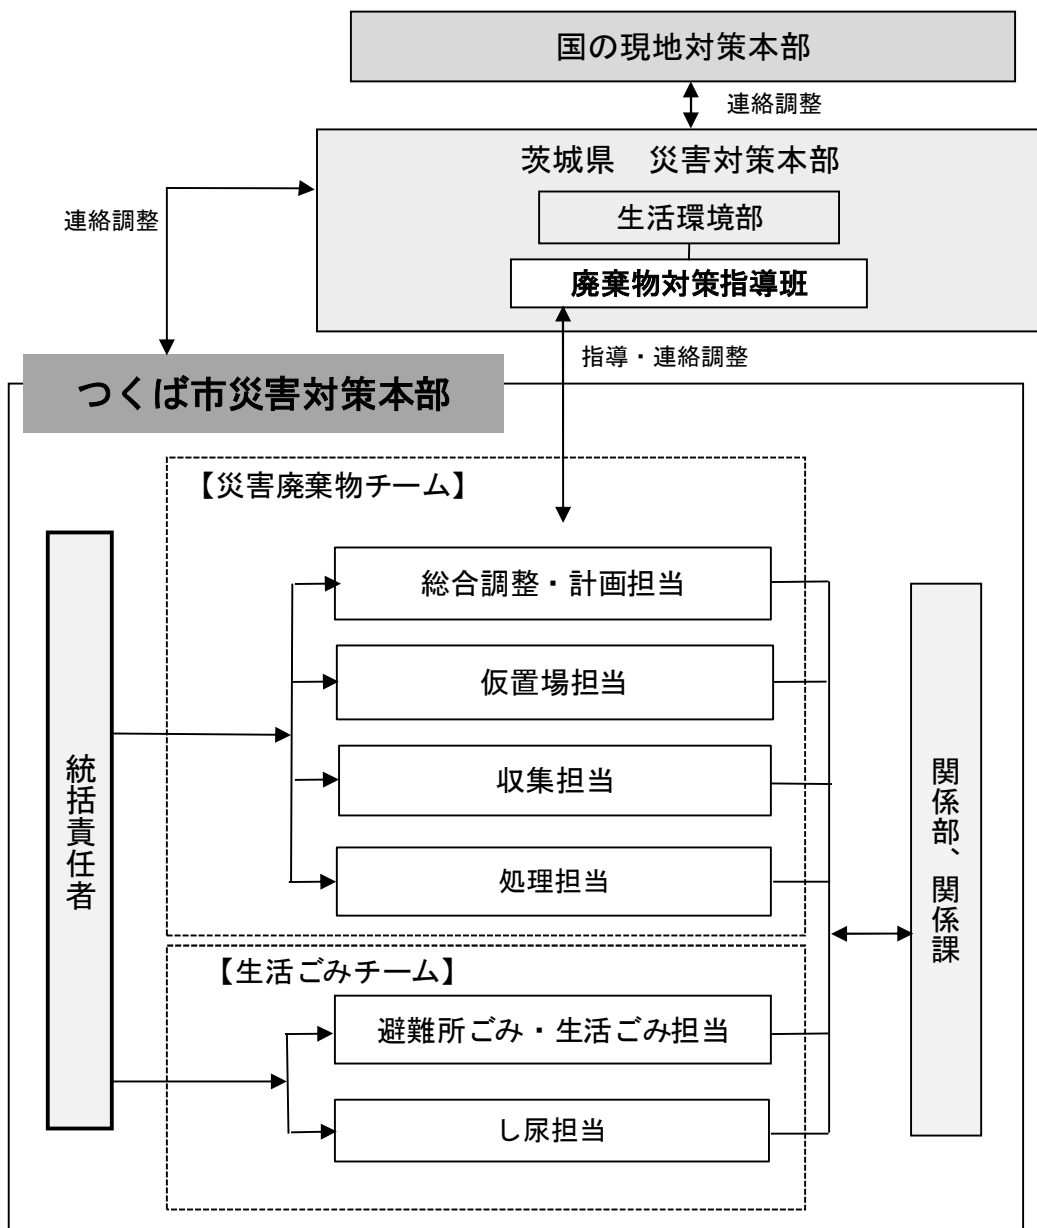 国の現地対策本部
連絡調整
茨城県　災害対策本部
生活環境部
廃棄物対策指導班
連絡調整
指導・連絡調整
つくば市災害対策本部
【災害廃棄物チーム】
総合調整・計画担当
仮置場担当
収集担当
処理担当
統括責任者
関係部、関係課
【生活ごみチーム】
避難所ごみ・生活ごみ担当
し尿担当